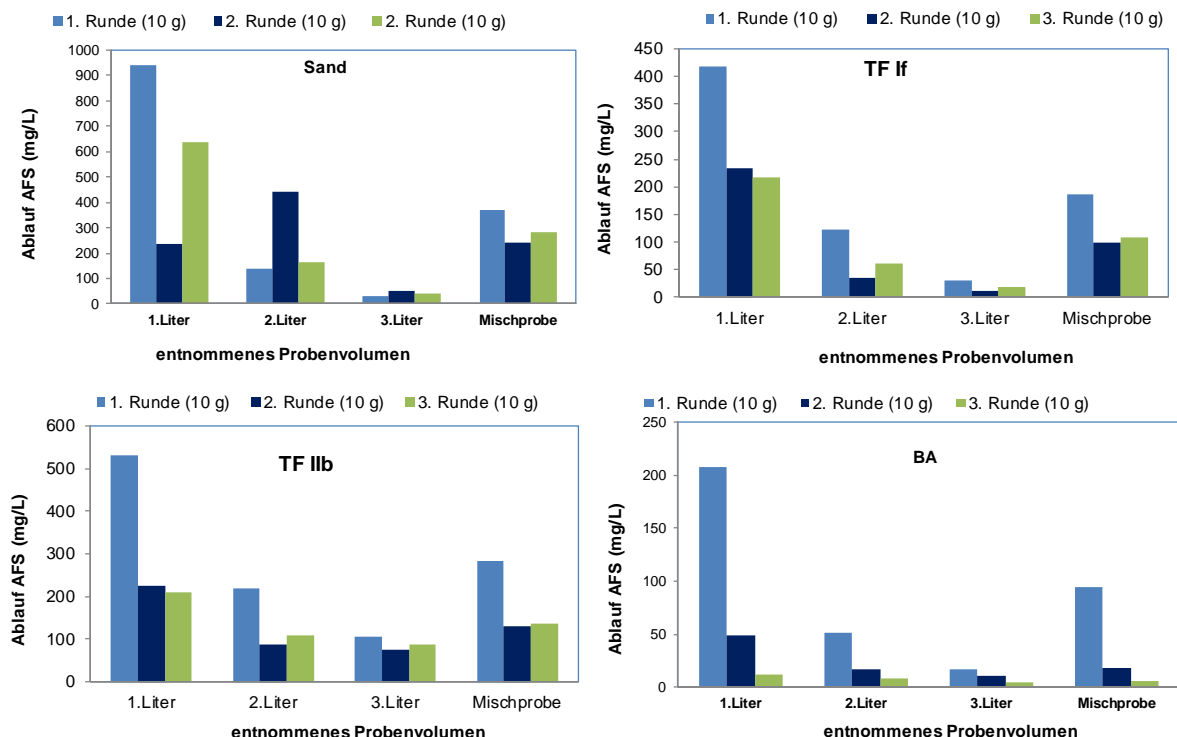 1. Runde (10 g) 2. Runde (10 g) 2. Runde (10 g)
Sand
Ablauf AFS (mg/L)
1000
900
800
700
600
500
400
300
200
100
0
1.Liter 2.Liter 3.Liter Mischprobe
entnommenes Probenvolumen
1. Runde (10 g) 2. Runde (10 g) 3. Runde (10 g)
TF If
Ablauf AFS (mg/L)
450
400
350
300
250
200
150
100
50
0
1.Liter 2.Liter 3.Liter Mischprobe
entnommenes Probenvolumen
1. Runde (10 g) 2. Runde (10 g) 3. Runde (10 g)
TF IIb
Ablauf AFS (mg/L)
600
500
400
300
200
100
0
1.Liter 2.Liter 3.Liter Mischprobe
entnommenes Probenvolumen
1. Runde (10 g) 2. Runde (10 g) 3. Runde (10 g)
BA
Ablauf AFS (mg/L)
250
200
150
100
50
0
1.Liter 2.Liter 3.Liter Mischprobe
entnommenes Probenvolumen